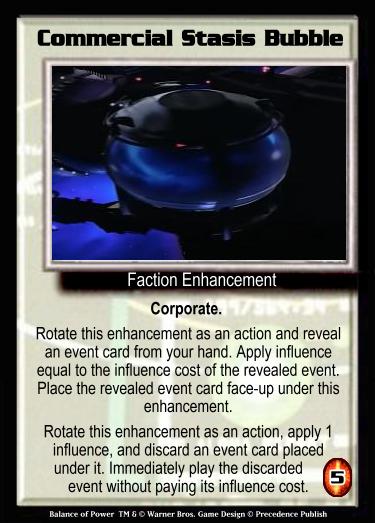 Commercial Stasis Bubble
Faction Enhancement
Corporate.
Rotate this enhancement as an action and reveal
an event card from your hand. Apply influence
equal to the influence cost of the revealed event.
Place the revealed event card face-up under this
enhancement.
Rotate this enhancement as an action, apply 1
influence, and discard an event card placed
under it. Immediately play the discarded
event without paying its influence cost.
5
Balance of Power TM & © Warner Bros. Game Design © Precedence Publish